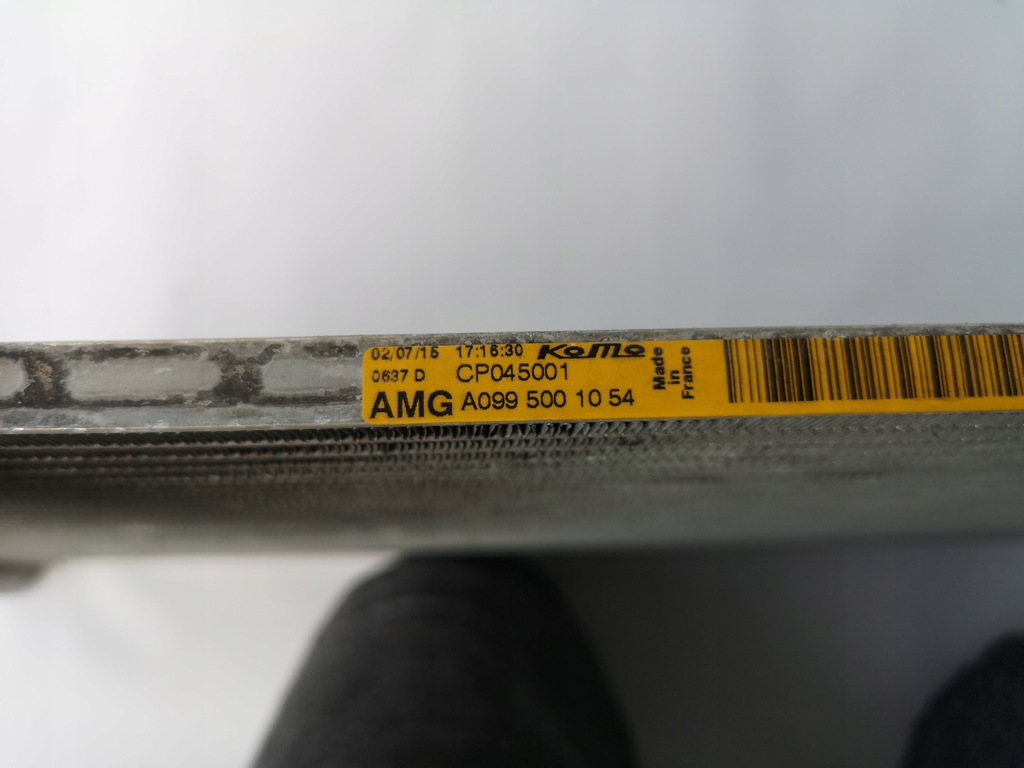 02/07/15 17:16:30 KoMo
0637 D CP045001
AMG A099 500 10 54
Made
in
France